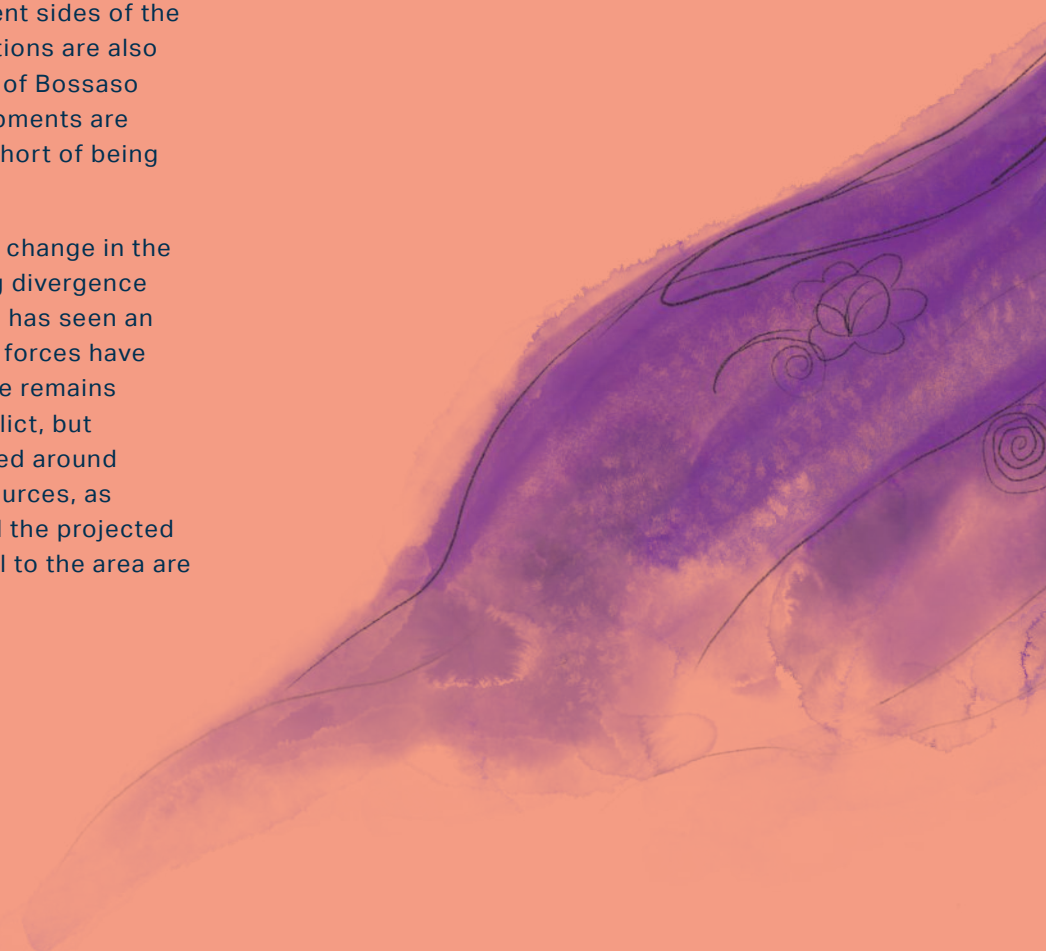 ent sides of the
tions are also
of Bossaso
oments are
hort of being
change in the
g divergence
has seen an
forces have
e remains
lict, but
ed around
urces, as
l the projected
l to the area are